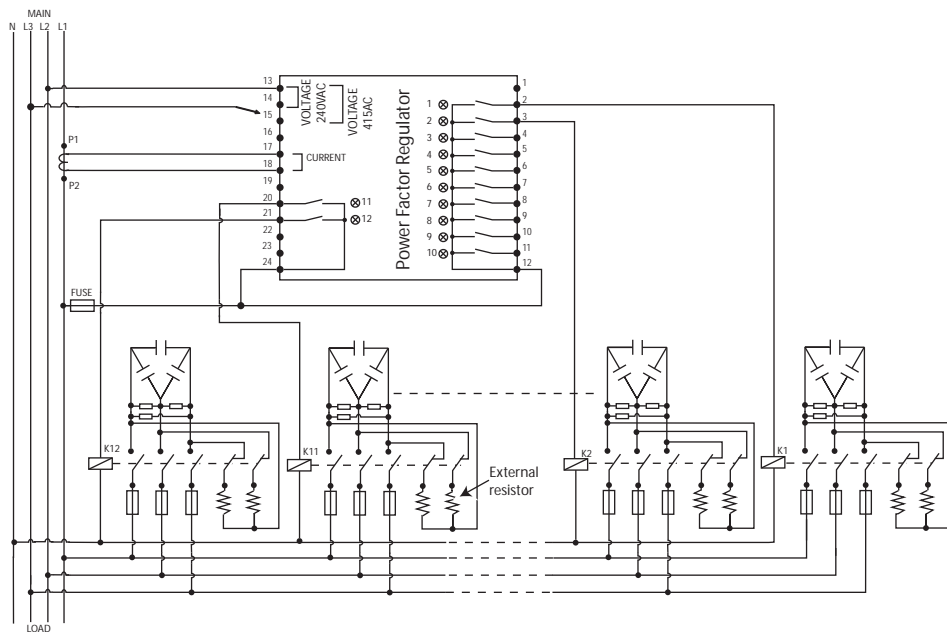 MAIN
N L3 L2 L1
P1
P2
FUSE
13
14
15
16
17
18
19
20
21
22
23
24
VOLTAGE
240VAC
VOLTAGE
415AC
CURRENT
11
12
Power Factor Regulator
1
2
3
4
5
6
7
8
9
10
1
2
3
4
5
6
7
8
9
10
11
12
K12
K11
K2
K1
External
resistor
LOAD